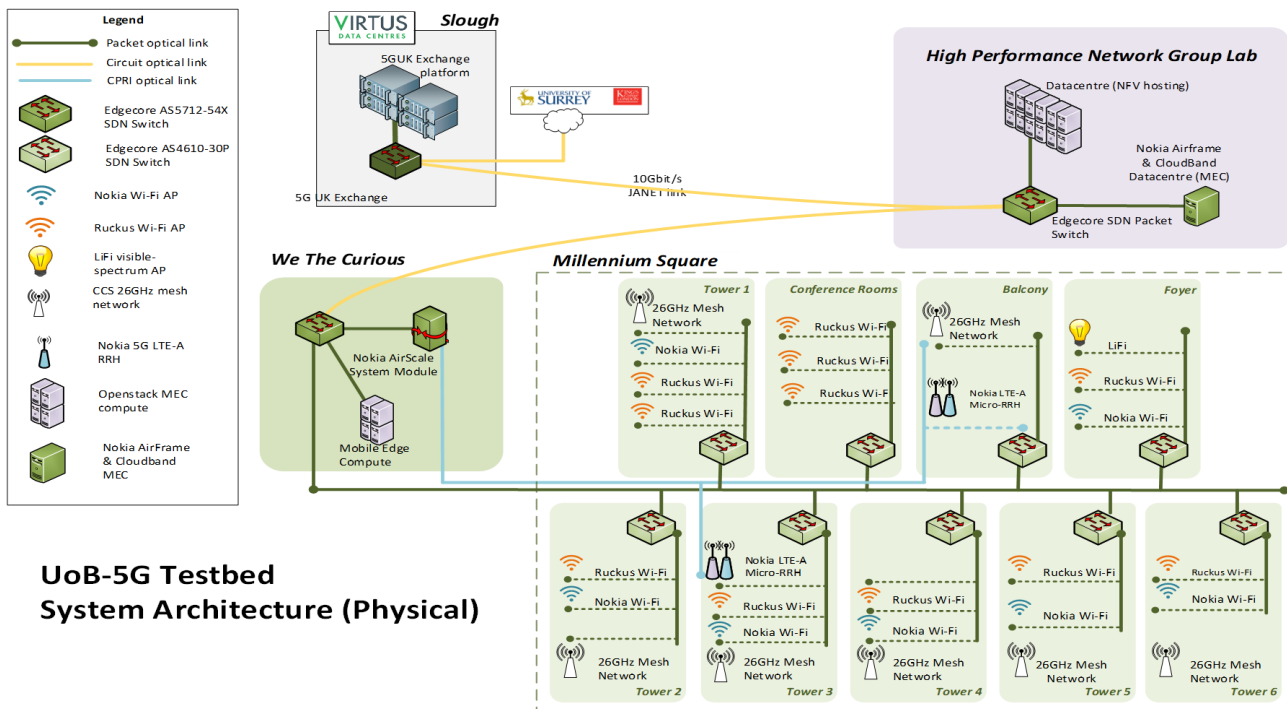 Legend
Packet optical link
Circuit optical link
CPRI optical link
Edgecore AS5712-54X
SDN Switch
Edgecore AS4610-30P
SDN Switch
Nokia Wi-Fi AP
Ruckus Wi-Fi AP
LiFi visible-
spectrum AP
CCS 26GHz mesh
network
Nokia 5G LTE-A
RRH
Openstack MEC
compute
Nokia AirFrame
& Cloudband
MEC
VIRTUS
DATA CENTRES
Slough
5GUK Exchange
platform
5G UK Exchange
UNIVERSITY OF
SURREY
KING'S
College
LONDON
10Gbit/s
JANET link
High Performance Network Group Lab
Datacentre (NFV hosting)
Nokia Airframe
& CloudBand
Datacentre (MEC)
Edgecore SDN Packet
Switch
We The Curious
Nokia AirScale
System Module
Mobile Edge
Compute
Millennium Square
Tower 1
26GHz Mesh
Network
Nokia Wi-Fi
Ruckus Wi-Fi
Ruckus Wi-Fi
Conference Rooms
Ruckus Wi-Fi
Ruckus Wi-Fi
Ruckus Wi-F
Balcony
26GHz Mesh
Network
Nokia LTE-A
Micro-RRH
Foyer
LiFi
Ruckus Wi-Fi
Nokia Wi-Fi
Ruckus Wi-Fi
Nokia Wi-Fi
26GHz Mesh
Network
Tower 2
Nokia LTE-A
Micro-RRH
Ruckus Wi-Fi
Nokia Wi-Fi
26GHz Mesh
Network
Tower 3
Ruckus Wi-Fi
Nokia Wi-Fi
26GHz Mesh
Network
Tower 4
Ruckus Wi-Fi
Nokia Wi-Fi
26GHz Mesh
Network
Tower 5
Ruckus Wi-Fi
Nokia Wi-Fi
26GHz Mesh
Network
Tower 6
UoB-5G Testbed
System Architecture (Physical)